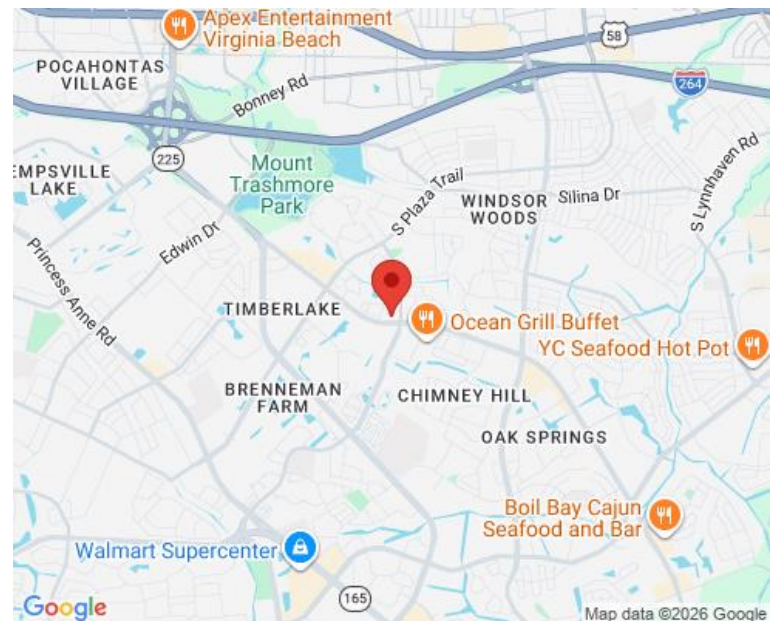 Apex Entertainment
Virginia Beach
58
POCAHONTAS
VILLAGE
264
Bonney Rd
225
EMPSVILLE
LAKE
Mount
Trashmore
Park
S Plaza Trail
WINDSOR
WOODS
Silina Dr
S Lynnhaven Rd
Edwin Dr
Princess Anne Rd
TIMBERLAKE
Ocean Grill Buffet
YC Seafood Hot Pot
BRENNEMAN
FARM
CHIMNEY HILL
OAK SPRINGS
Boil Bay Cajun
Seafood and Bar
Walmart Supercenter
165
Google
Map data ©2026 Google